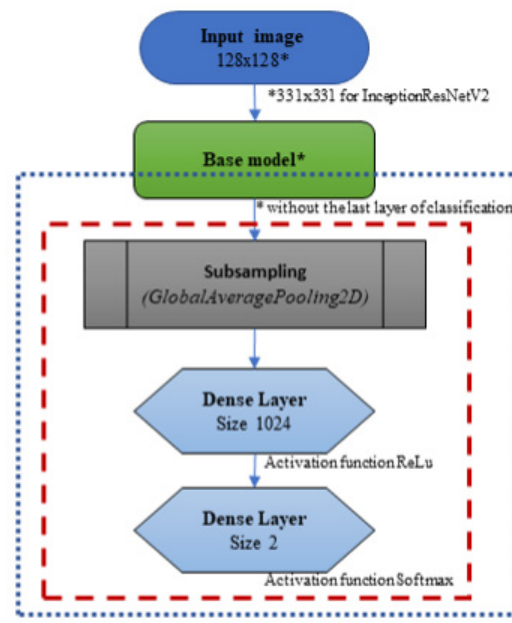 Input image
128x128*
*331x331 for InceptionResNetV2
Base model*
* without the last layer of classification
Subsampling
(GlobalAveragePooling2D)
Dense Layer
Size 1024
Activation function ReLu
Dense Layer
Size 2
Activation function Softmax